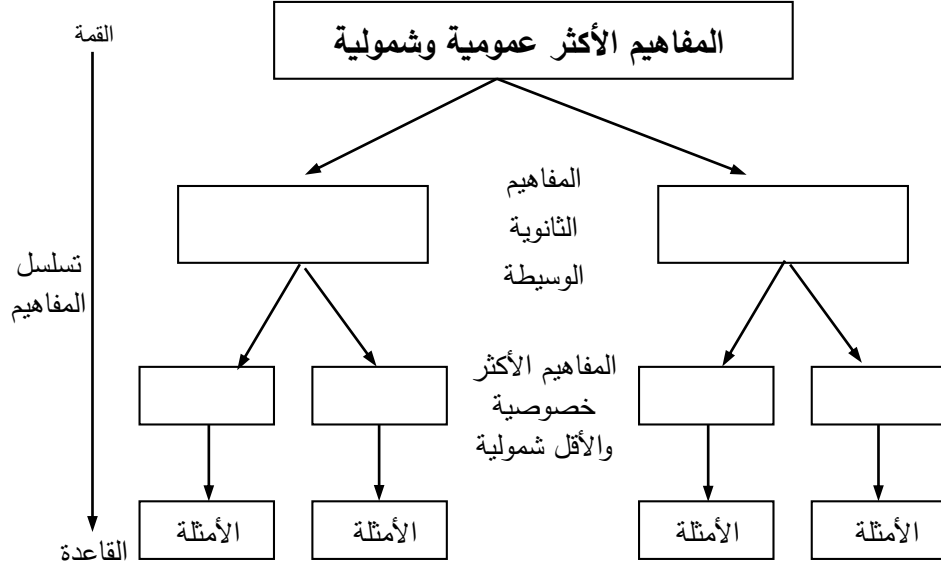 القمة
المفاهيم الأكثر عمومية وشمولية
المفاهيم
الثانوية
الوسيطة
تسلسل
المفاهيم
المفاهيم الأكثر
خصوصية
والأقل شمولية
الأمثلة
الأمثلة
الأمثلة
الأمثلة
القاعدة